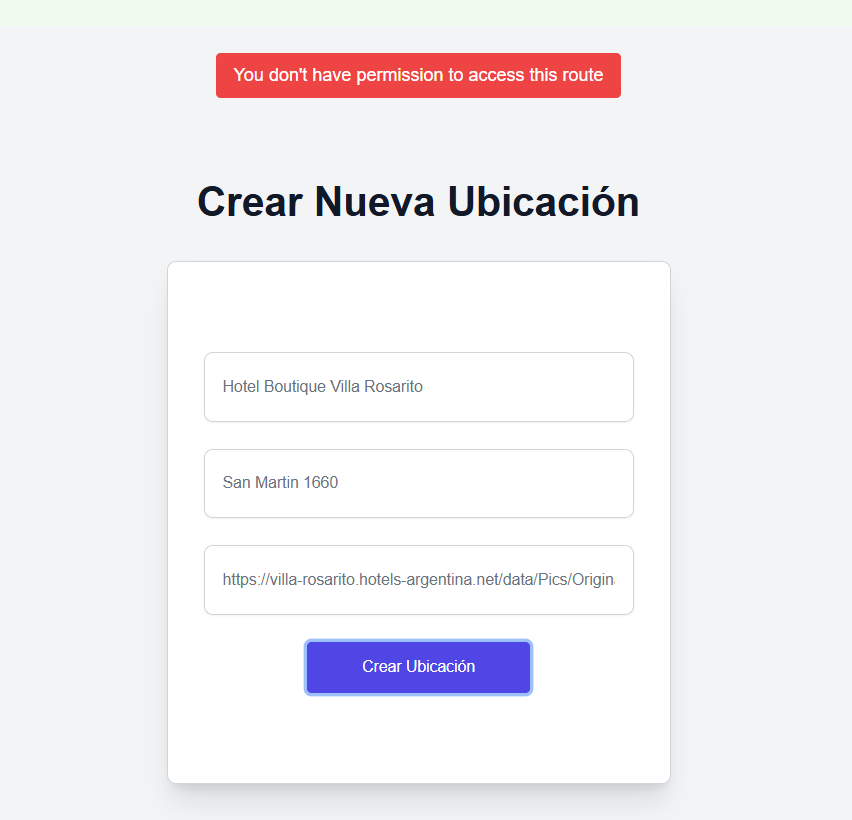 You don't have permission to access this route
Crear Nueva Ubicación
Hotel Boutique Villa Rosarito
San Martin 1660
https://villa-rosarito.hotels-argentina.net/data/Pics/Origin
Crear Ubicación